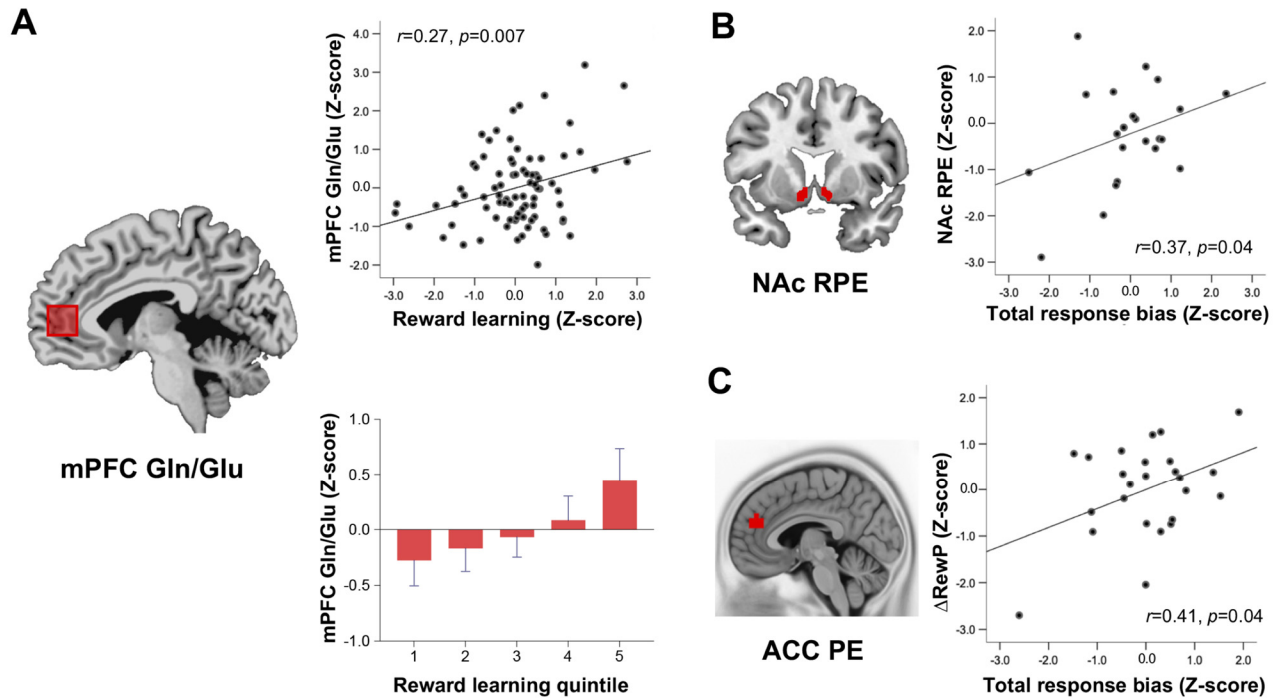 A
r=0.27, p=0.007
mPFC Gln/Glu (Z-score)
4.0
3.0
2.0
1.0
0.0
-1.0
-2.0
-3.0 -2.0 -1.0 0.0 1.0 2.0 3.0
Reward learning (Z-score)
mPFC Gln/Glu
mPFC Gln/Glu (Z-score)
1.0
0.5
0.0
-0.5
-1.0
1 2 3 4 5
Reward learning quintile
B
NAc RPE
NAc RPE (Z-score)
2.0
1.0
0.0
-1.0
-2.0
-3.0
r=0.37, p=0.04
-3.0 -2.0 -1.0 0.0 1.0 2.0 3.0
Total response bias (Z-score)
C
ACC PE
ΔRewP (Z-score)
2.0
1.0
0.0
-1.0
-2.0
-3.0
r=0.41, p=0.04
-3.0 -2.0 -1.0 0.0 1.0 2.0
Total response bias (Z-score)